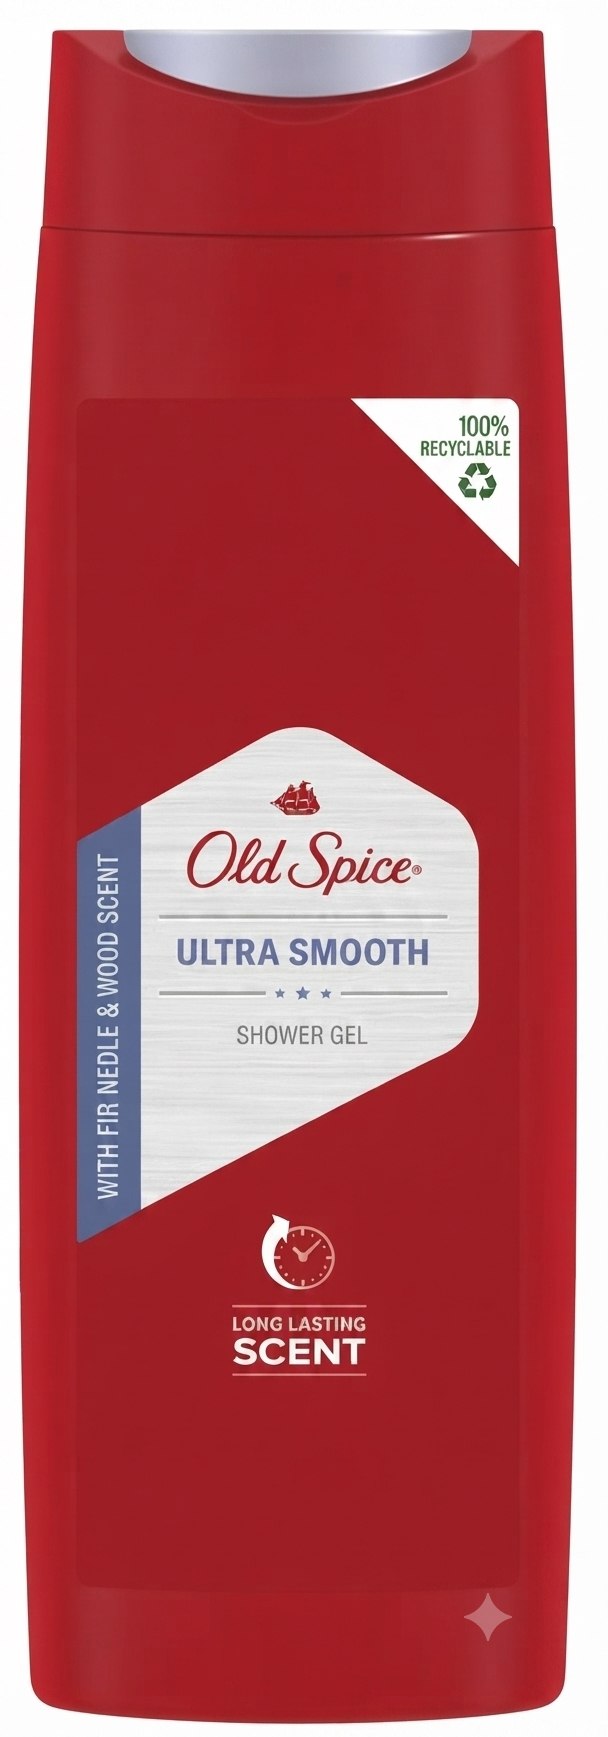 100%
RECYCLABLE
Old Spice®
ULTRA SMOOTH
SHOWER GEL
WITH FIR NEDLE & WOOD SCENT
LONG LASTING
SCENT